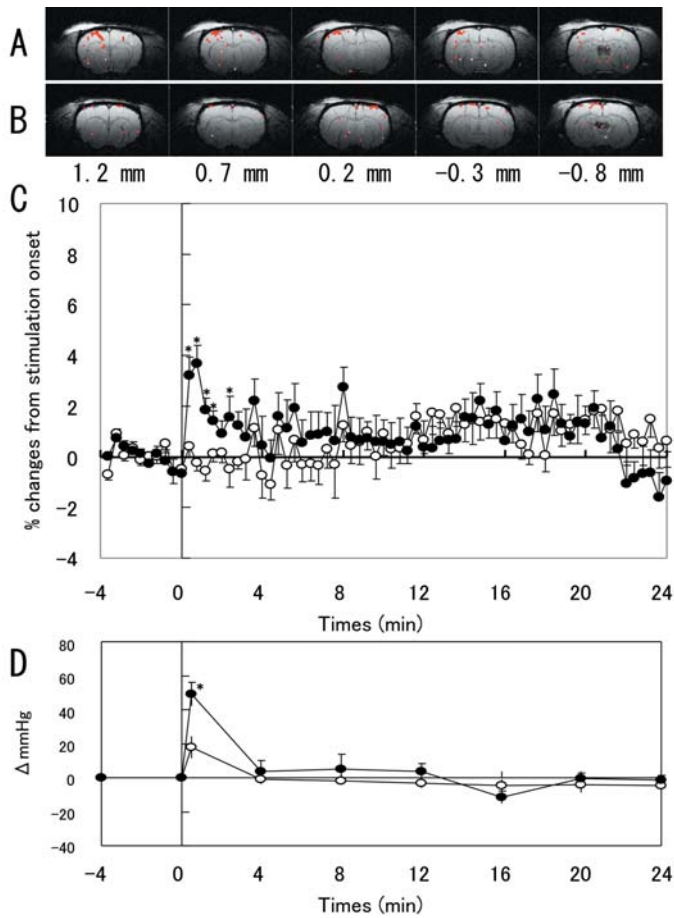 A
B
1.2 mm 0.7 mm 0.2 mm -0.3 mm -0.8 mm
C
10
8
6
4
2
0
-2
-4
% changes from stimulation onset
* * * * *
-4 0 4 8 12 16 20 24
Times (min)
D
80
60
40
20
0
-20
-40
Δ mmHg
*
-4 0 4 8 12 16 20 24
Times (min)